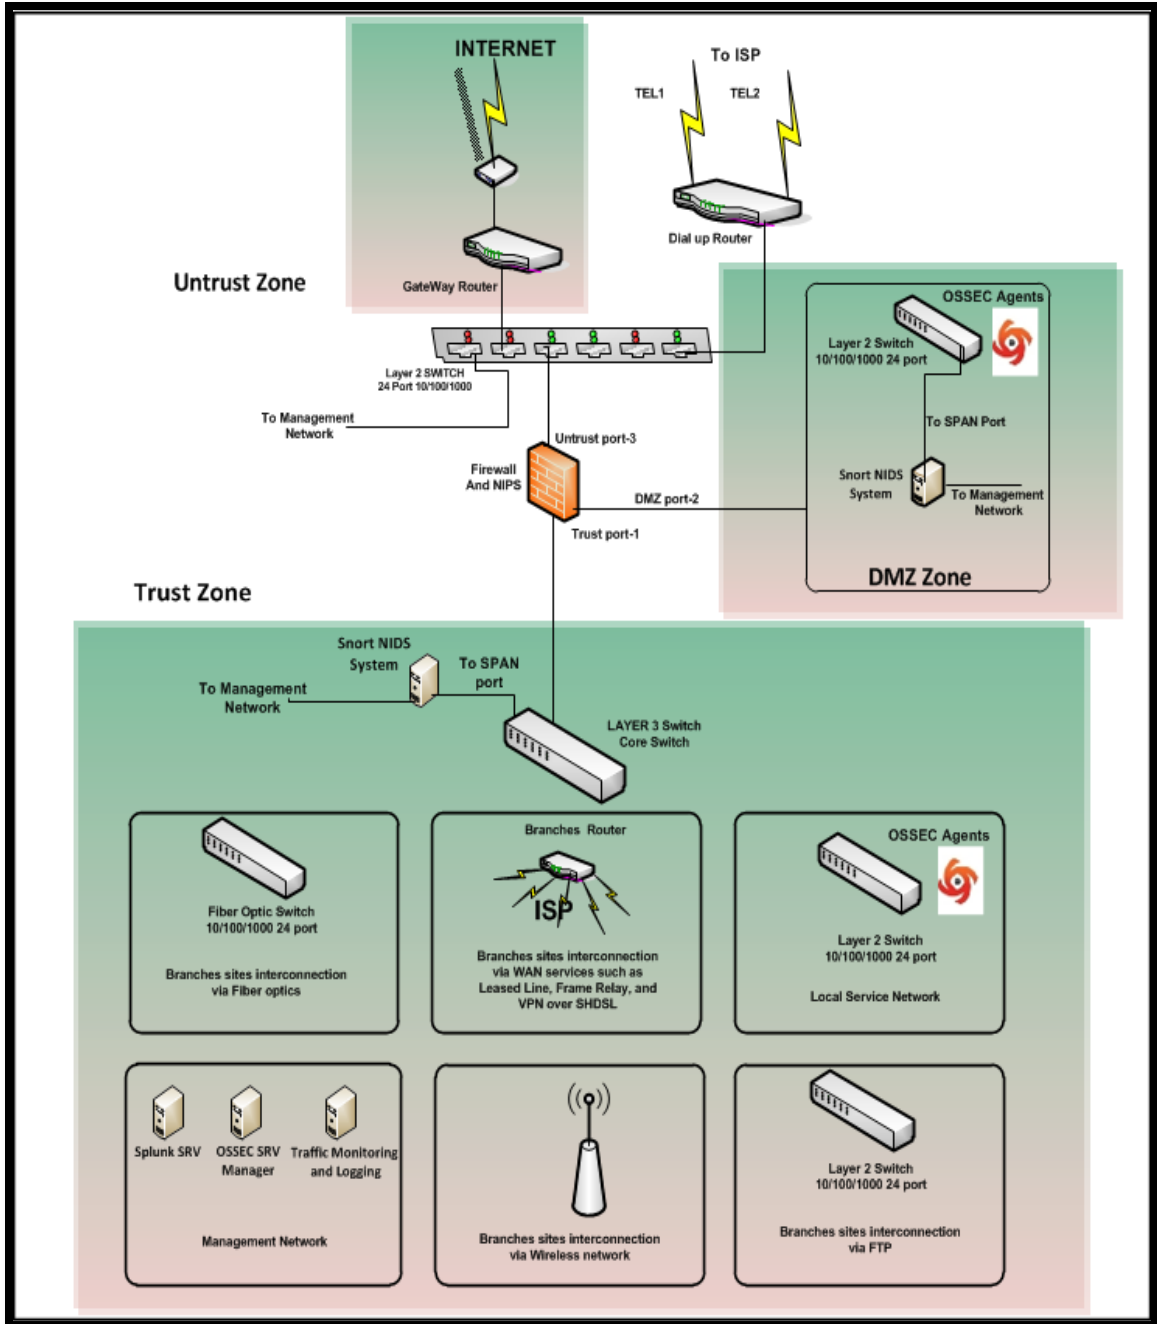 INTERNET
To ISP
TEL1
TEL2
Dial up Router
GateWay Router
Untrust Zone
OSSEC Agents
Layer 2 Switch
10/100/1000 24 port
Layer 2 SWITCH
24 Port 10/100/1000
To Management
Network
To SPAN Port
Untrust port-3
Firewall
And NIPS
Snort NIDS
System
To Management
Network
DMZ port-2
Trust port-1
DMZ Zone
Trust Zone
Snort NIDS
System
To SPAN
port
To Management
Network
LAYER 3 Switch
Core Switch
Fiber Optic Switch
10/100/1000 24 port
Branches sites interconnection
via Fiber optics
Branches Router
ISP
Branches sites interconnection
via WAN services such as
Leased Line, Frame Relay, and
VPN over SHDSL
OSSEC Agents
Layer 2 Switch
10/100/1000 24 port
Local Service Network
Splunk SRV
OSSEC SRV
Manager
Traffic Monitoring
and Logging
Management Network
Branches sites interconnection
via Wireless network
Layer 2 Switch
10/100/1000 24 port
Branches sites interconnection
via FTP